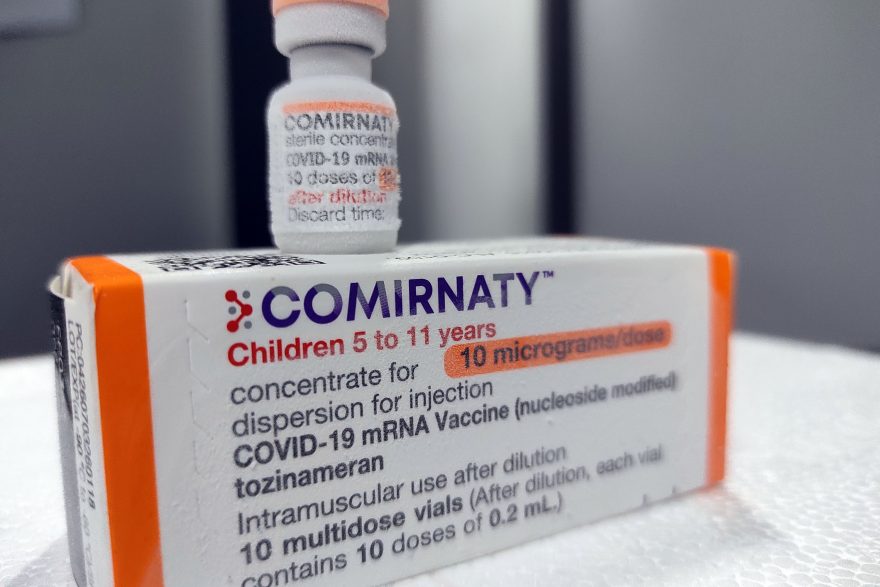 COMIRNATY
sterile concentr
COVID-19 mRNA
10 doses of
after dilution
Discard time:
COMIRNATY™
Children 5 to 11 years
10 micrograms/dose
concentrate for
dispersion for injection
COVID-19 mRNA Vaccine (nucleoside modified)
tozinameran
Intramuscular use after dilution
10 multidose vials (After dilution, each vial
contains 10 doses of 0.2 mL.)